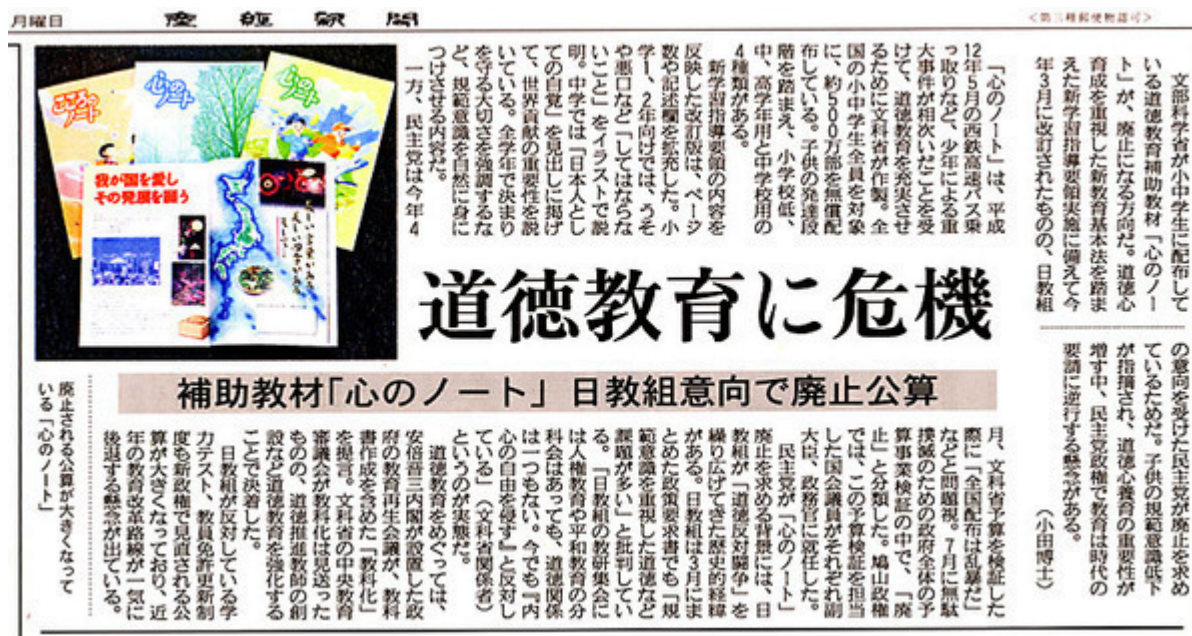 月曜日
産經新聞
<第三種郵便物認可>
文部科学省が小中学生に配布して
いる道徳教育補助教材「心のノー
ト」が、廃止になる方向だ。道徳心
育成を重視した新教育基本法を踏ま
えた新学習指導要領実施に備えて今
年3月に改訂されたものの、日教組
の意向を受けた民主党が廃止を求め
ているためだ。子供の規範意識低下
が指摘され、道徳心養育の重要性が
増す中、民主党政権で教育は時代の
要請に逆行する懸念がある。
（小田博士）
道徳教育に危機
補助教材「心のノート」日教組意向で廃止公算
「心のノート」は、平成
12年5月の西鉄高速バス乗
っ取りなど、少年による重
大事件が相次いだことを受
けて、道徳教育を充実させ
るために文科省が作製。全
国の小中学生全員を対象
に、約500万部を無償配
布している。子供の発達段
階を踏まえ、小学校低、
中、高学年用と中学校用の
4種類がある。
新学習指導要領の内容を
反映した改訂版は、ページ
数や記述欄を拡充した。小
学1、2年向けでは、うそ
や悪口など「してはならな
いこと」をイラストで説
明。中学では「日本人とし
ての自覚」を見出しに掲げ
て、世界貢献の重要性を説
いている。全学年で決まり
を守る大切さを強調するな
ど、規範意識を自然に身に
つけさせる内容だ。
一方、民主党は今年4
月、文科省予算を検証した
際に「全国配布は乱暴だ」
などと問題視。7月に無駄
撲滅のための政府全体の予
算事業検証の中で、「廃
止」と分類した。鳩山政権
では、この予算検証を担当
した国会議員がそれぞれ副
大臣、政務官に就任した。
民主党が「心のノート」
廃止を求める背景には、日
教組が「道徳反対闘争」を
繰り広げてきた歴史的経緯
がある。日教組は3月にま
とめた政策要求書でも「規
範意識を重視した道徳など
課題が多い」と批判してい
る。「日教組の教研集会に
は人権教育や平和教育の分
科会はあっても、道徳関係
は一つもない。今でも『内
心の自由を侵す』と反対し
ている」（文科省関係者）
というのが実態だ。
道徳教育をめぐっては、
安倍晋三内閣が設置した政
府の教育再生会議が、教科
書作成を含めた「教科化」
を提言。文科省の中央教育
審議会が教科化は見送った
ものの、道徳推進教師の創
設など道徳教育を強化する
ことで決着した。
日教組が反対している学
力テスト、教員免許更新制
度も新政権で見直される公
算が大きくなっており、近
年の教育改革路線が一気に
後退する懸念が出ている。
こころの
ノート
心の
ノート
心の
ノート
我が国を愛し
その発展を願う
廃止される公算が大きくなって
いる「心のノート」